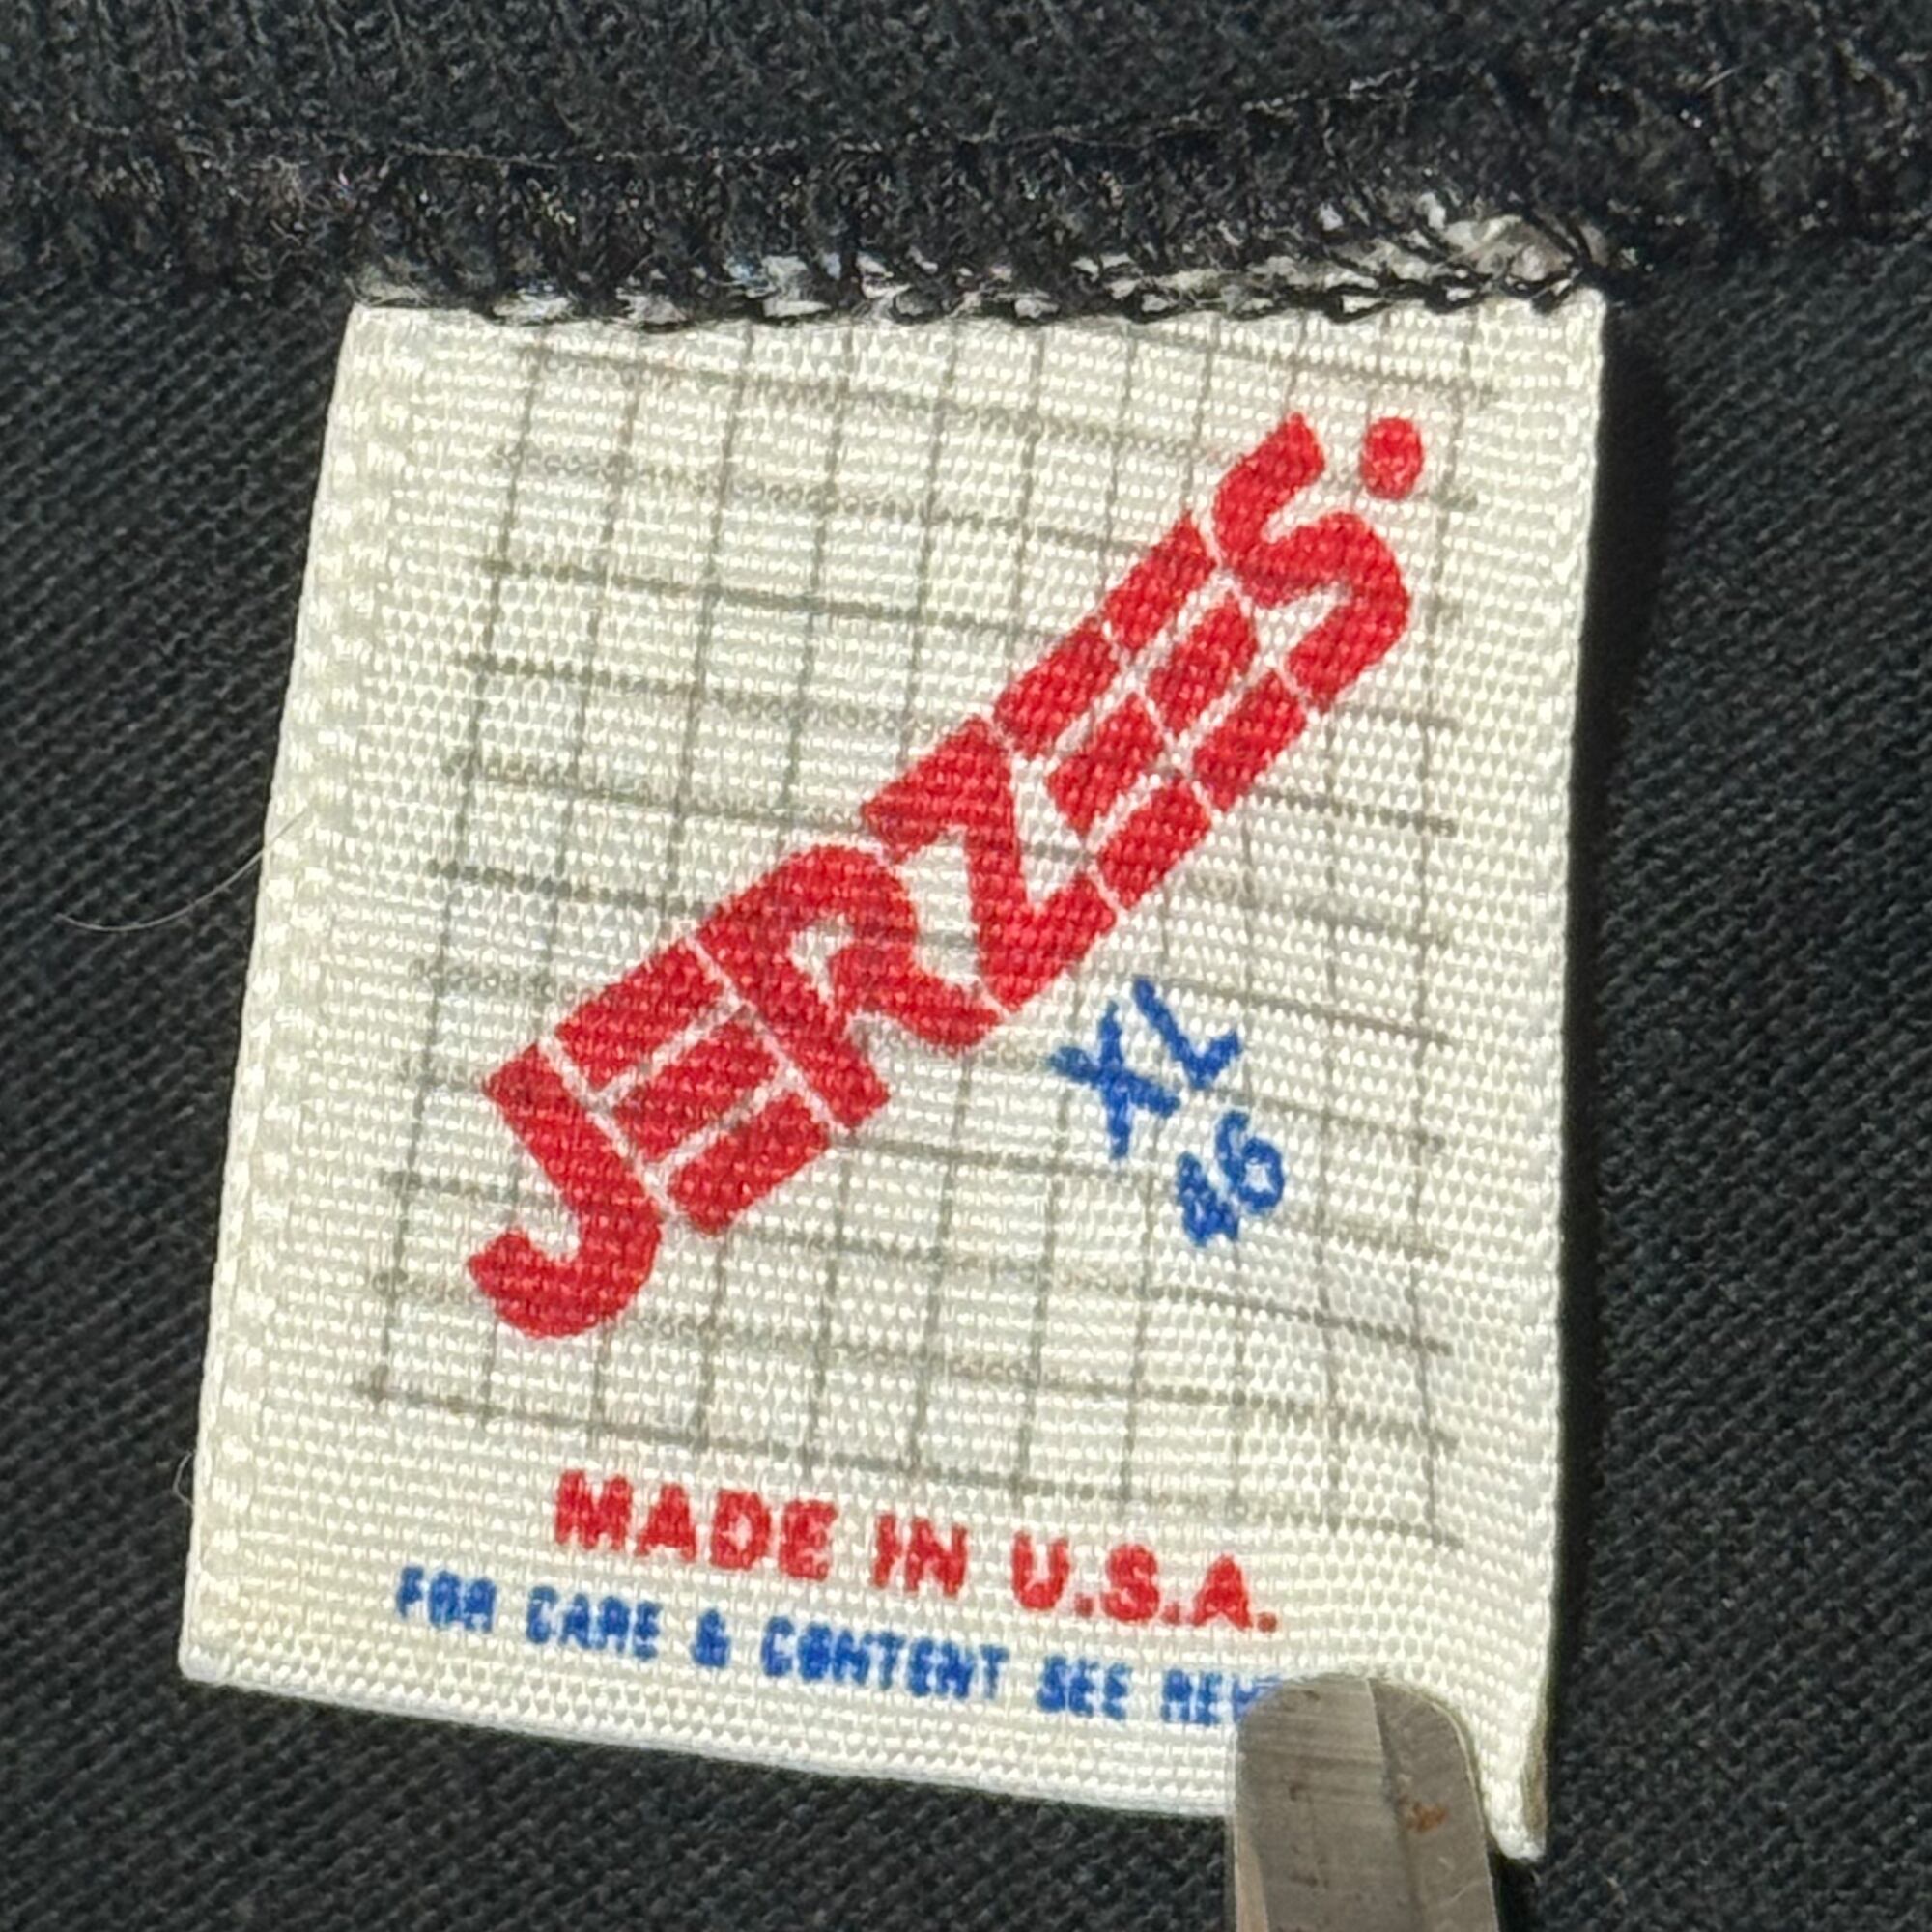 JERZEES.
XL
46
MADE IN U.S.A.
FOR CARE & CONTENT SEE